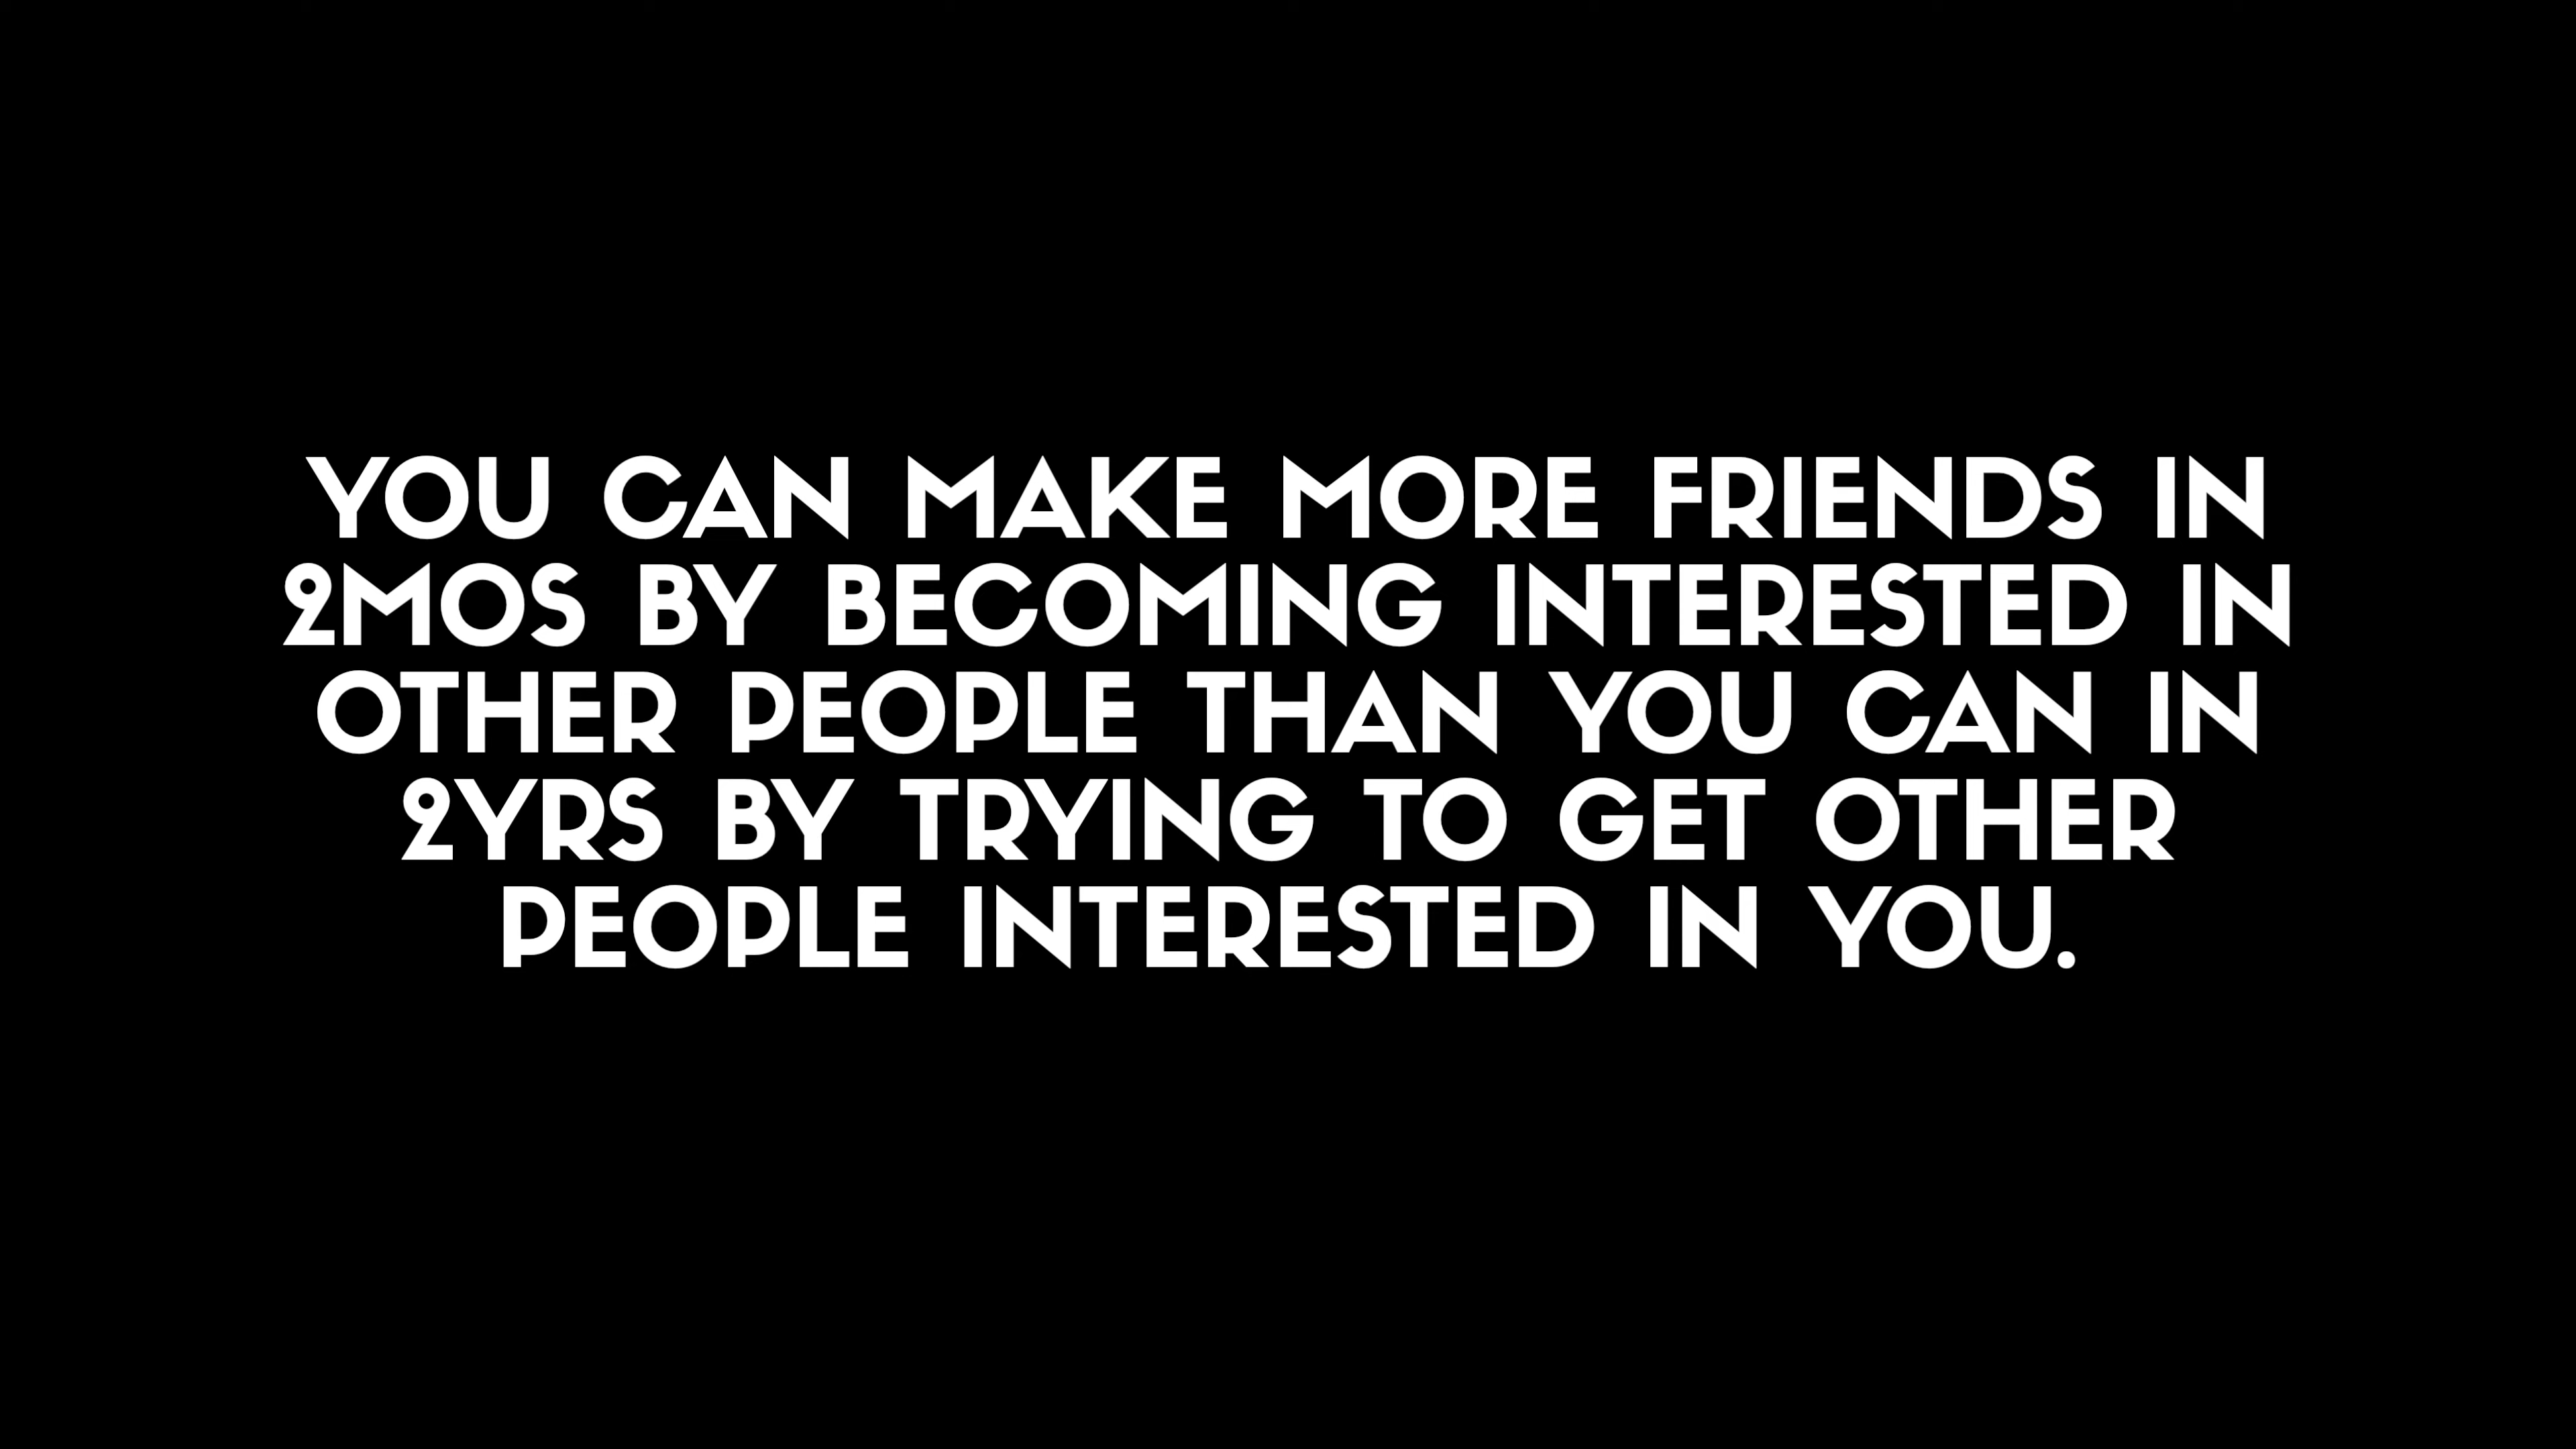 YOU CAN MAKE MORE FRIENDS IN
2MOS BY BECOMING INTERESTED IN
OTHER PEOPLE THAN YOU CAN IN
2YRS BY TRYING TO GET OTHER
PEOPLE INTERESTED IN YOU.